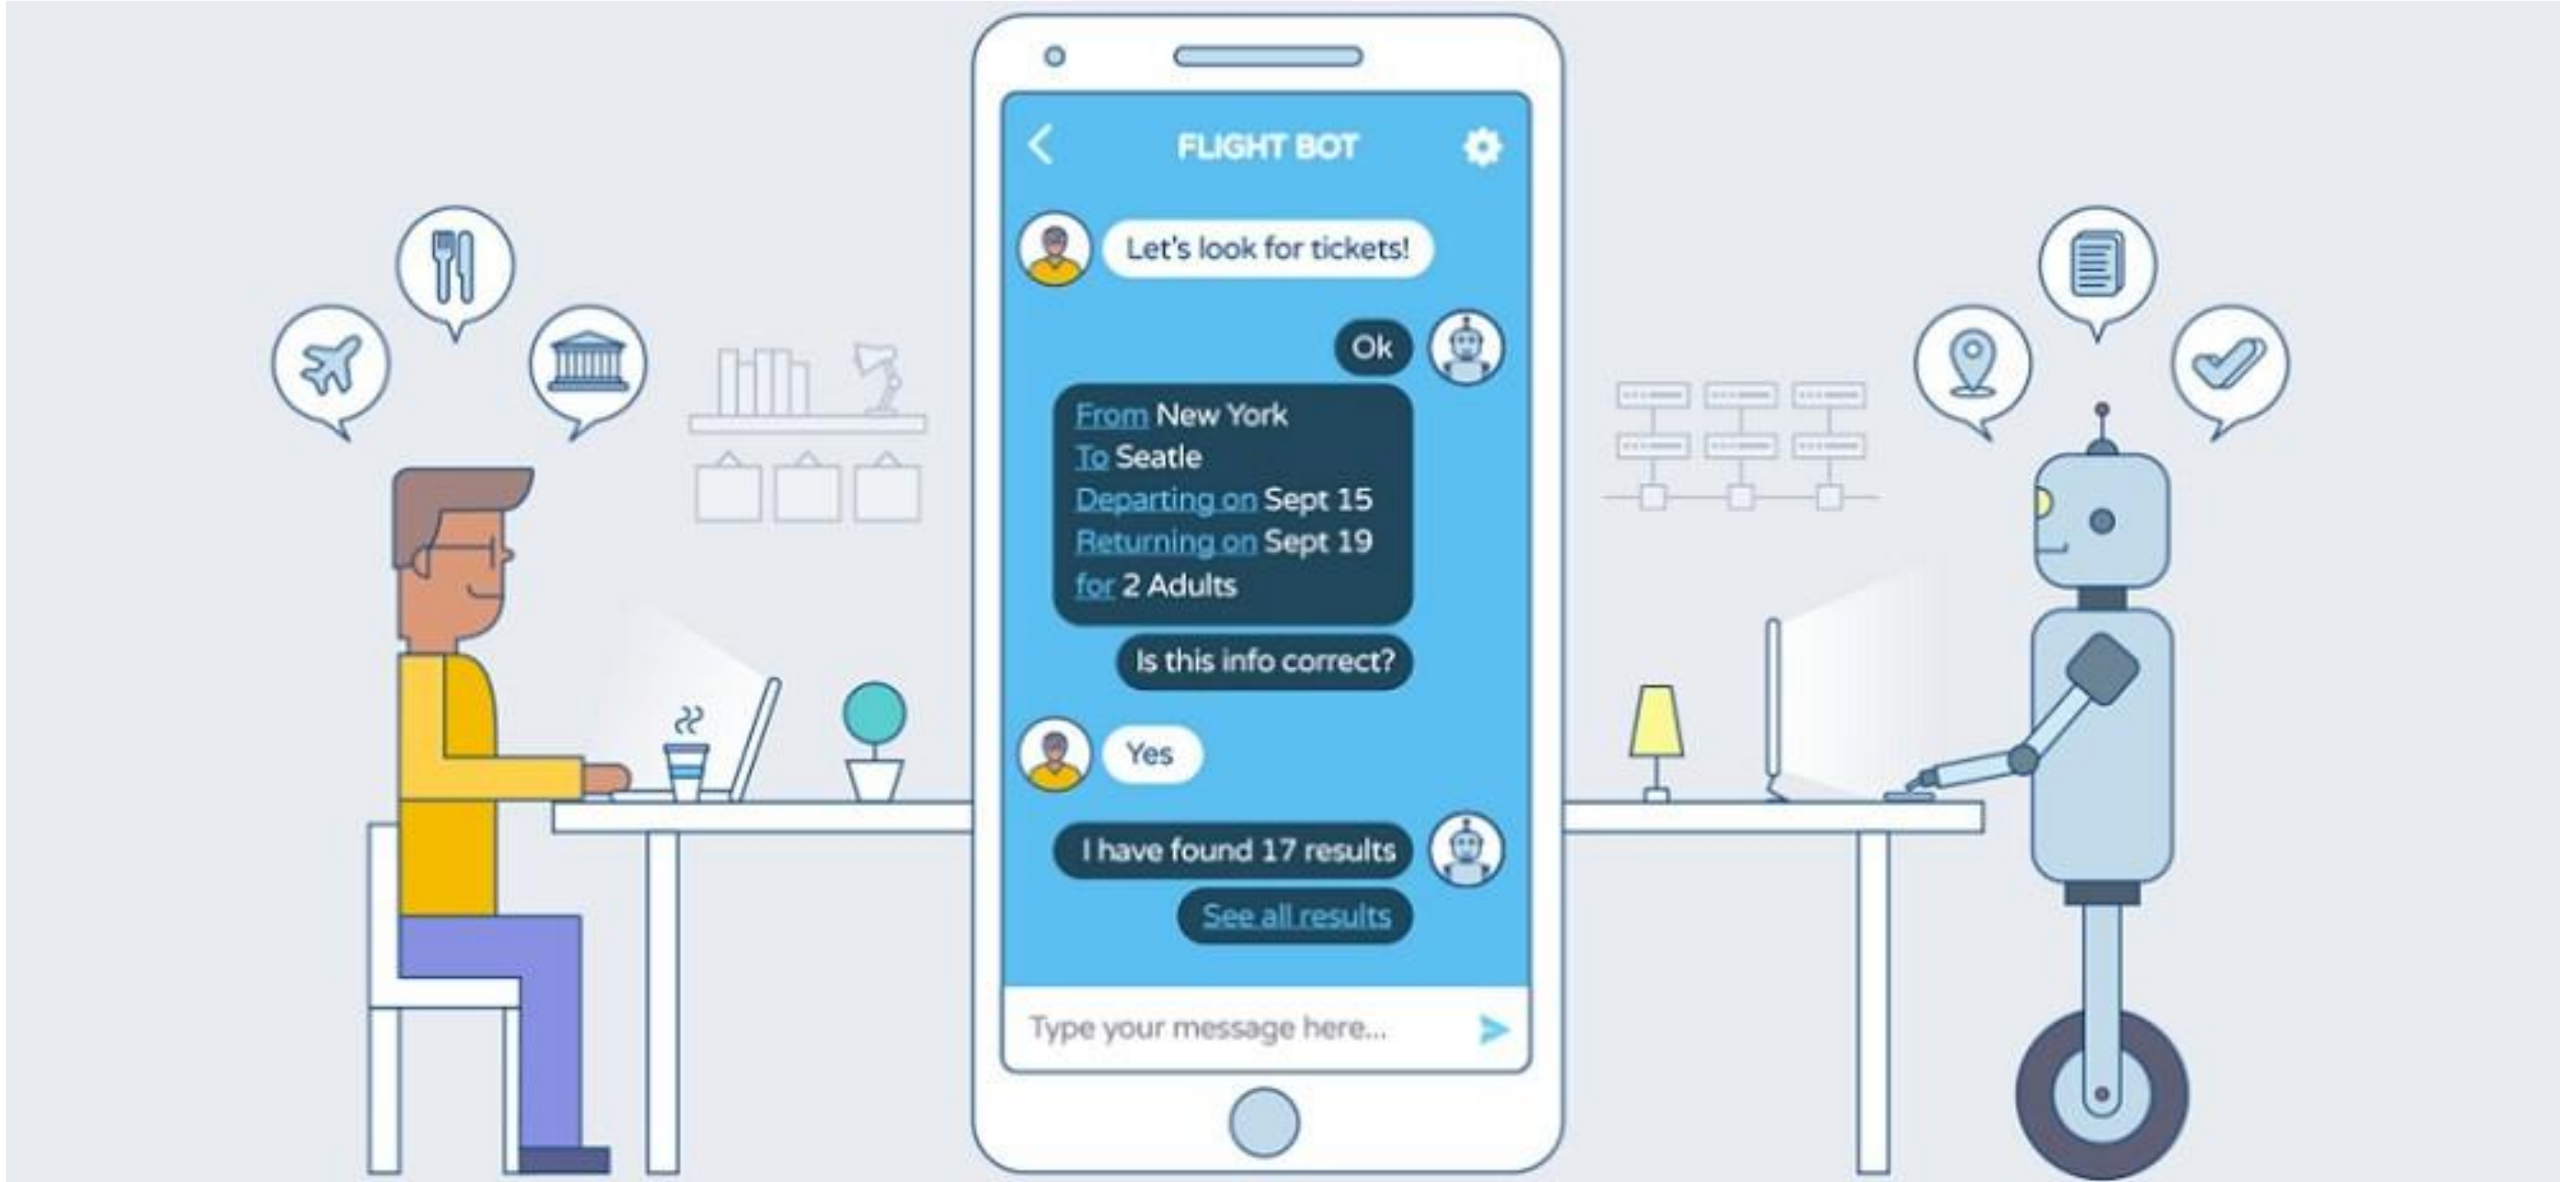 FLIGHT BOT
Let's look for tickets!
Ok
From New York
To Seatle
Departing on Sept 15
Returning on Sept 19
for 2 Adults
Is this info correct?
Yes
I have found 17 results
See all results
Type your message here...